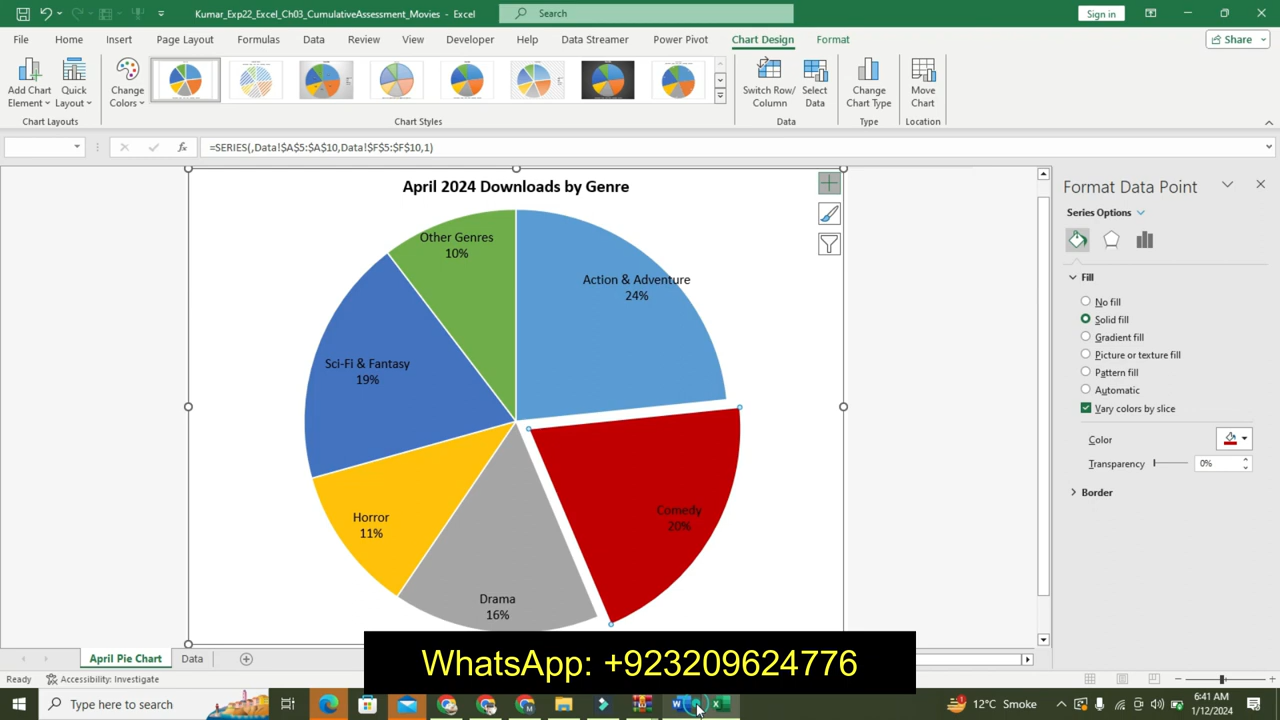 Kumar_Exp22_Excel_Ch03_CumulativeAssessment_Movies - Excel
Search
Sign in
File Home Insert Page Layout Formulas Data Review View Developer Help Data Streamer Power Pivot Chart Design Format
Share
Add Chart Element
Quick Layout
Change Colors
Switch Row/Column
Select Data
Change Chart Type
Move Chart
Chart Layouts
Chart Styles
Data
Type
Location
fx =SERIES(,Data!$A$5:$A$10,Data!$F$5:$F$10,1)
April 2024 Downloads by Genre
Other Genres
10%
Action & Adventure
24%
Sci-Fi & Fantasy
19%
Comedy
20%
Horror
11%
Drama
16%
Format Data Point
Series Options
Fill
No fill
Solid fill
Gradient fill
Picture or texture fill
Pattern fill
Automatic
Vary colors by slice
Color
Transparency 0%
Border
April Pie Chart Data
WhatsApp: +923209624776
Ready Accessibility: Investigate
100%
Type here to search
12°C Smoke
6:41 AM
1/12/2024